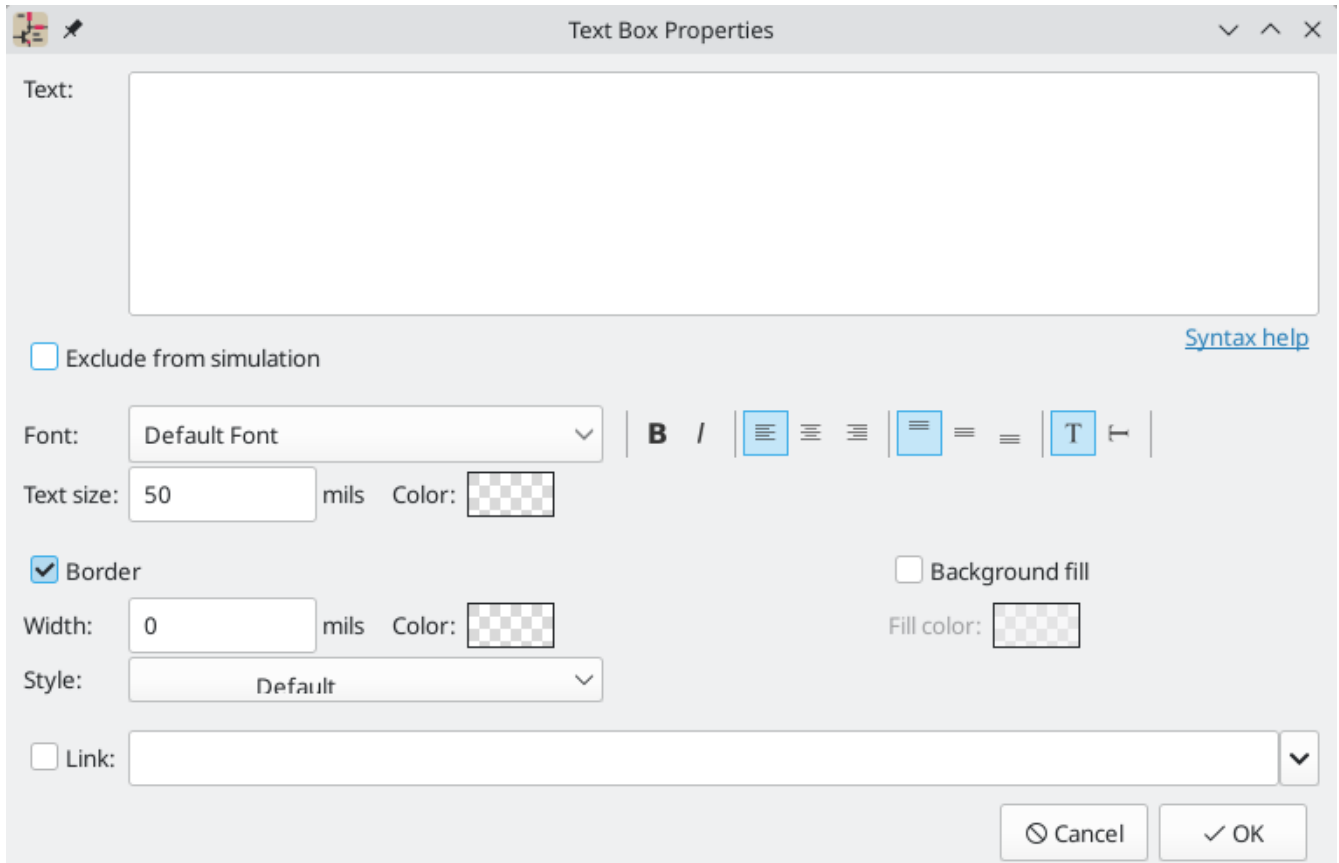 Text Box Properties
Text:
Syntax help
Exclude from simulation
Font: Default Font B I T T
Text size: 50 mils Color:
Border Background fill
Width: 0 mils Color: Fill color:
Style: Default
Link:
Cancel OK